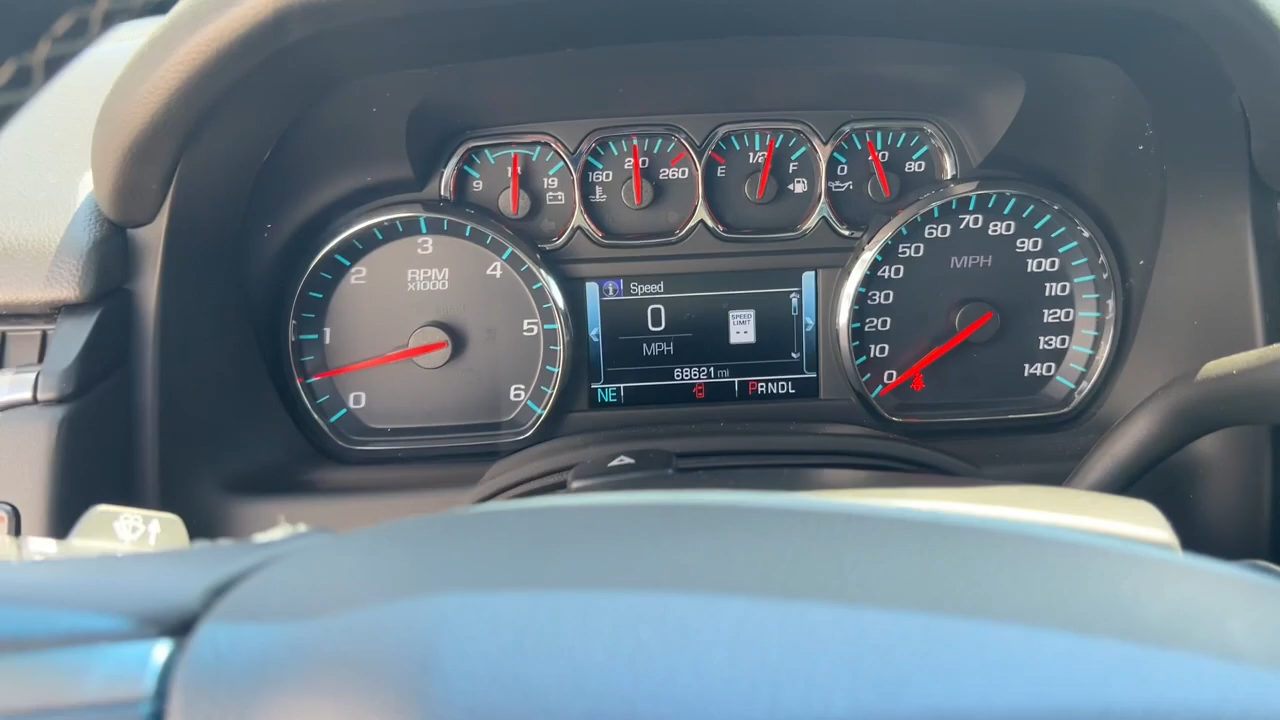 9 19
160 210 260
E 1/2 F
0 40 80
0 1 2 3 4 5 6
RPM
X1000
i Speed
0
MPH
SPEED
LIMIT
--
68621 mi
NE PRNDL
MPH
0 10 20 30 40 50 60 70 80 90 100 110 120 130 140